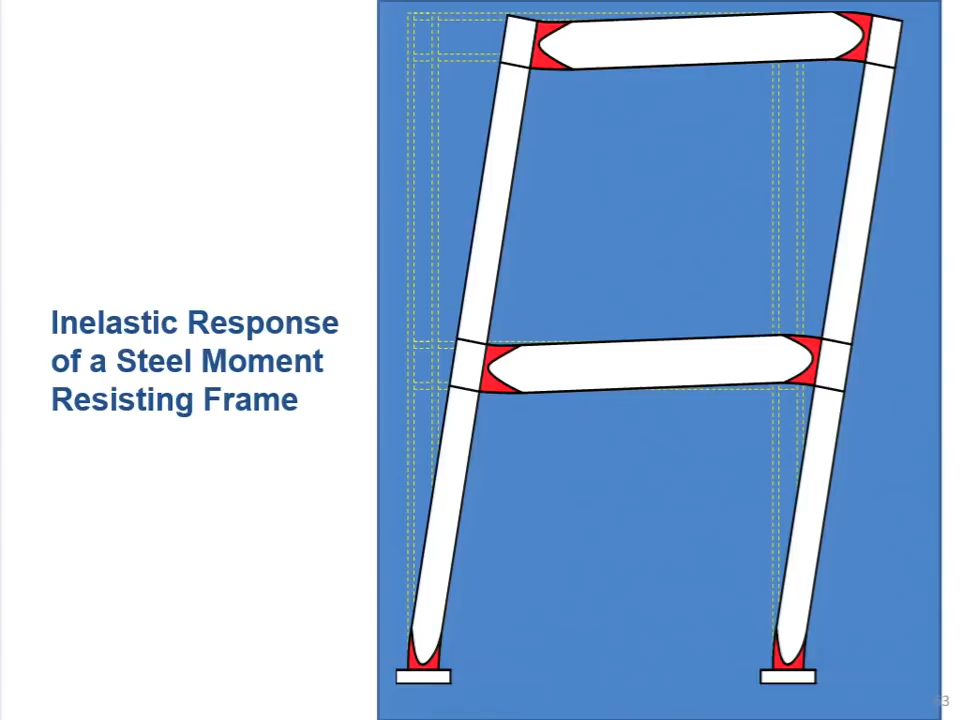 Inelastic Response
of a Steel Moment
Resisting Frame